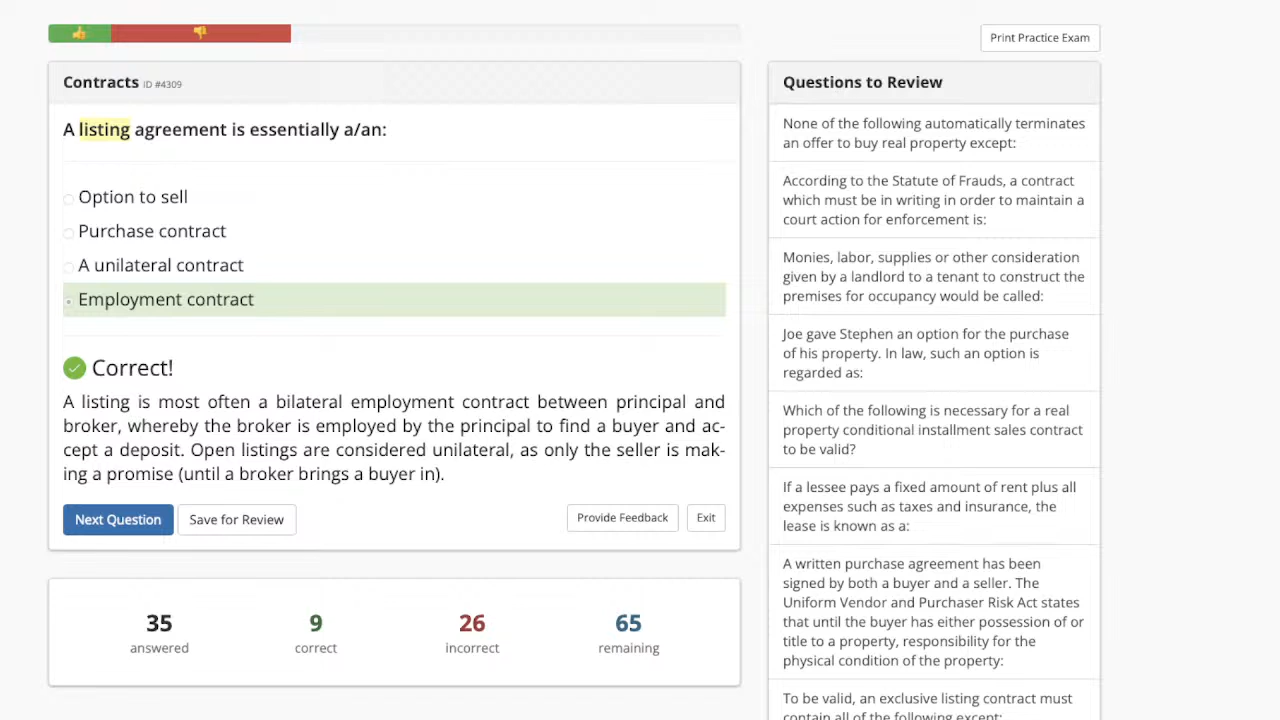 Print Practice Exam
Contracts ID #4309
A listing agreement is essentially a/an:
Option to sell
Purchase contract
A unilateral contract
Employment contract
Correct!
A listing is most often a bilateral employment contract between principal and
broker, whereby the broker is employed by the principal to find a buyer and ac-
cept a deposit. Open listings are considered unilateral, as only the seller is mak-
ing a promise (until a broker brings a buyer in).
Next Question
Save for Review
Provide Feedback
Exit
35
answered
9
correct
26
incorrect
65
remaining
Questions to Review
None of the following automatically terminates
an offer to buy real property except:
According to the Statute of Frauds, a contract
which must be in writing in order to maintain a
court action for enforcement is:
Monies, labor, supplies or other consideration
given by a landlord to a tenant to construct the
premises for occupancy would be called:
Joe gave Stephen an option for the purchase
of his property. In law, such an option is
regarded as:
Which of the following is necessary for a real
property conditional installment sales contract
to be valid?
If a lessee pays a fixed amount of rent plus all
expenses such as taxes and insurance, the
lease is known as a:
A written purchase agreement has been
signed by both a buyer and a seller. The
Uniform Vendor and Purchaser Risk Act states
that until the buyer has either possession of or
title to a property, responsibility for the
physical condition of the property:
To be valid, an exclusive listing contract must
contain all of the following except: